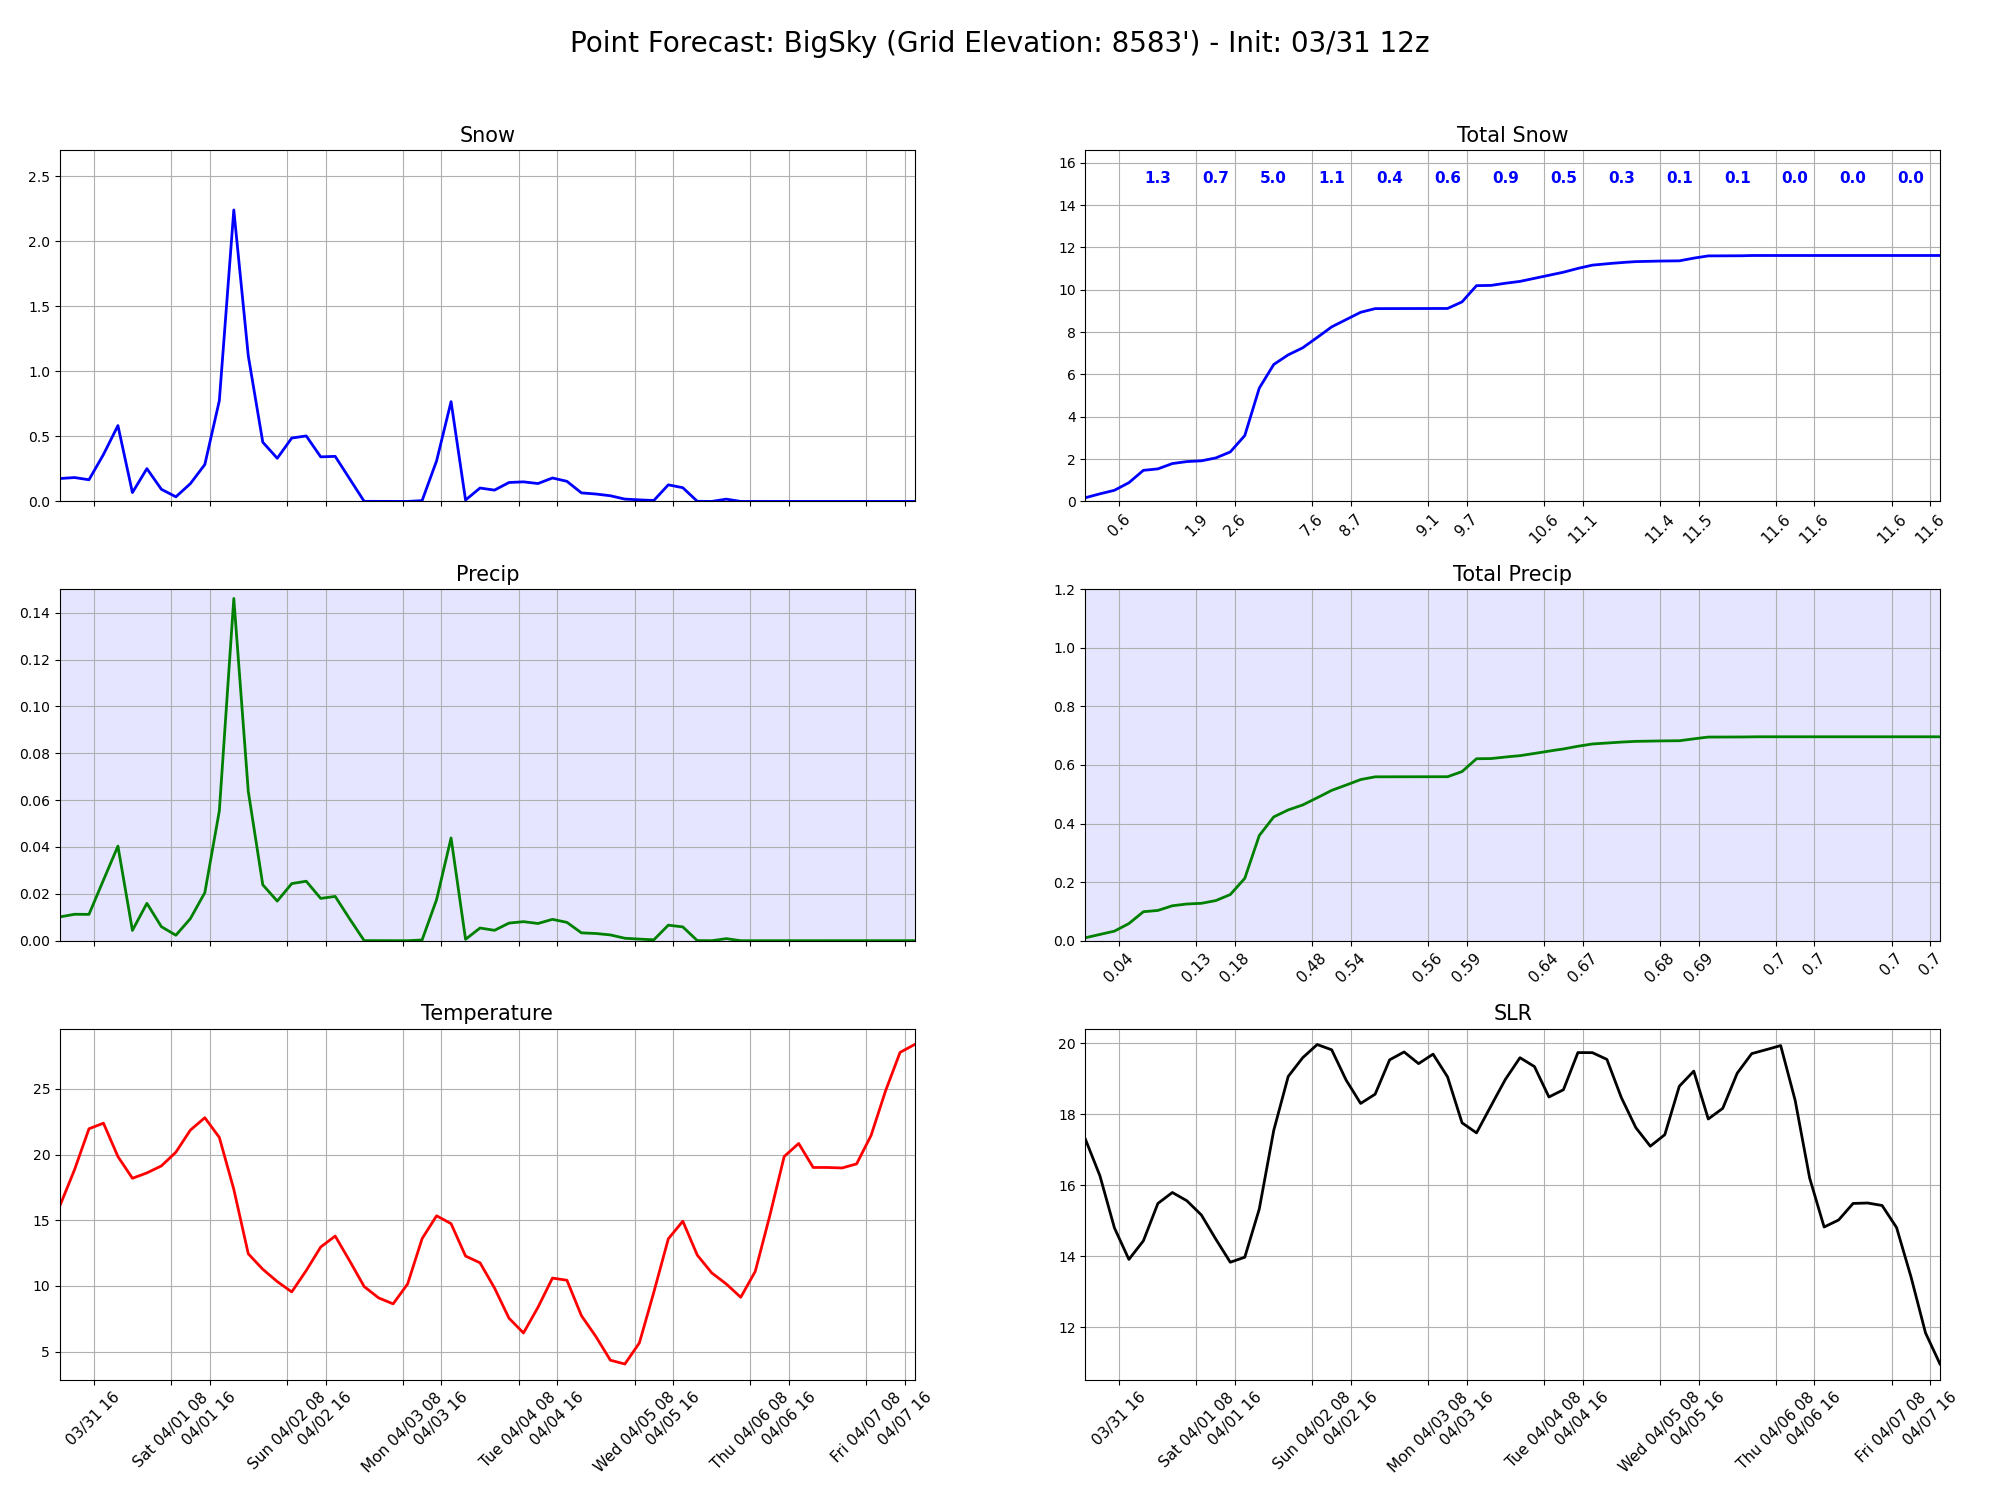 Point Forecast: BigSky (Grid Elevation: 8583') - Init: 03/31 12z
Snow
2.5
2.0
1.5
1.0
0.5
0.0
Total Snow
16
14
12
10
8
6
4
2
0
1.3 0.7 5.0 1.1 0.4 0.6 0.9 0.5 0.3 0.1 0.1 0.0 0.0 0.0
0.6 1.9 2.6 7.6 8.7 9.1 9.7 10.6 11.1 11.4 11.5 11.6 11.6 11.6 11.6
Precip
0.14
0.12
0.10
0.08
0.06
0.04
0.02
0.00
Total Precip
1.2
1.0
0.8
0.6
0.4
0.2
0.0
0.04 0.13 0.18 0.48 0.54 0.56 0.59 0.64 0.67 0.68 0.69 0.7 0.7 0.7 0.7
Temperature
25
20
15
10
5
03/31 16
Sat 04/01 08
04/01 16
Sun 04/02 08
04/02 16
Mon 04/03 08
04/03 16
Tue 04/04 08
04/04 16
Wed 04/05 08
04/05 16
Thu 04/06 08
04/06 16
Fri 04/07 08
04/07 16
SLR
20
18
16
14
12
03/31 16
Sat 04/01 08
04/01 16
Sun 04/02 08
04/02 16
Mon 04/03 08
04/03 16
Tue 04/04 08
04/04 16
Wed 04/05 08
04/05 16
Thu 04/06 08
04/06 16
Fri 04/07 08
04/07 16